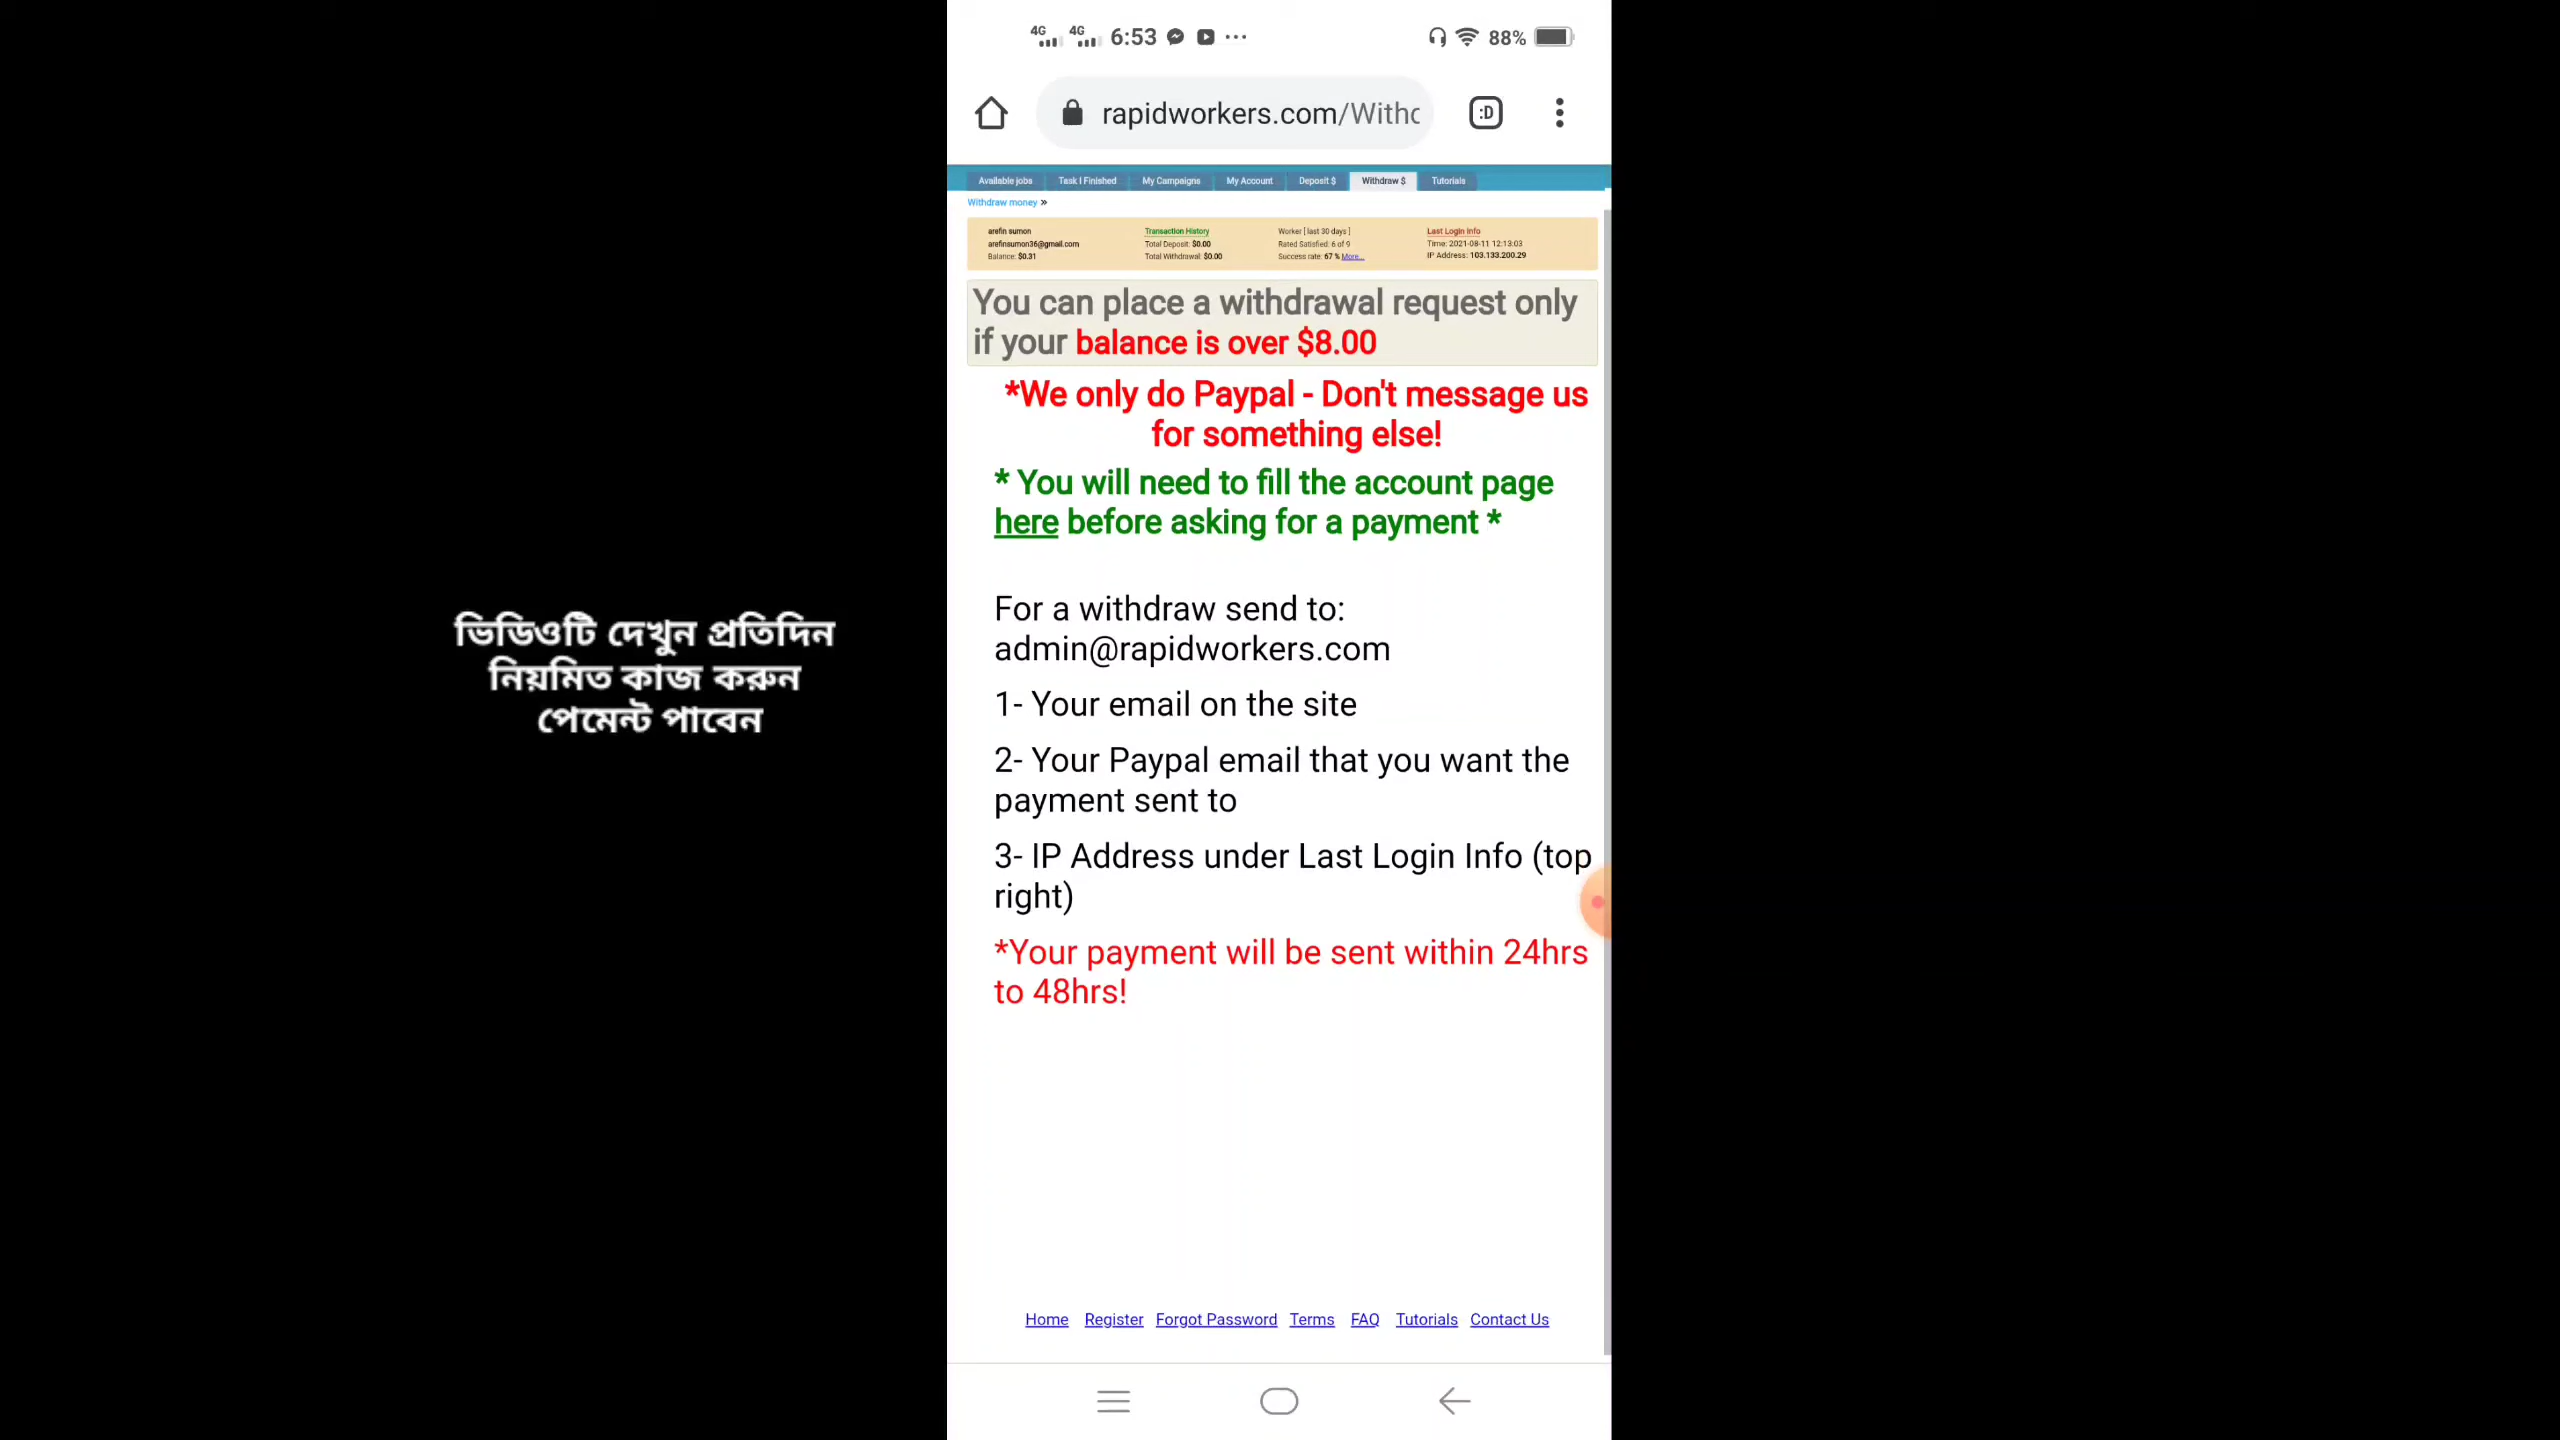 4G 4G 6:53 88%
rapidworkers.com/Withc
Available jobs Task I Finished My Campaigns My Account Deposit $ Withdraw $ Tutorials
Withdraw money »
arefin sumon
arefinsumon36@gmail.com
Balance: $0.31
Transaction History
Total Deposit: $0.00
Total Withdrawal: $0.00
Worker [ last 30 days ]
Rated Satisfied: 6 of 9
Success rate: 67 % More...
Last Login Info
Time: 2021-08-11 12:13:03
IP Address: 103.133.200.29
You can place a withdrawal request only
if your balance is over $8.00
*We only do Paypal - Don't message us
for something else!
* You will need to fill the account page
here before asking for a payment *
For a withdraw send to:
admin@rapidworkers.com
1- Your email on the site
2- Your Paypal email that you want the
payment sent to
3- IP Address under Last Login Info (top
right)
*Your payment will be sent within 24hrs
to 48hrs!
Home Register Forgot Password Terms FAQ Tutorials Contact Us
ভিডিওটি দেখুন প্রতিদিন
নিয়মিত কাজ করুন
পেমেন্ট পাবেন